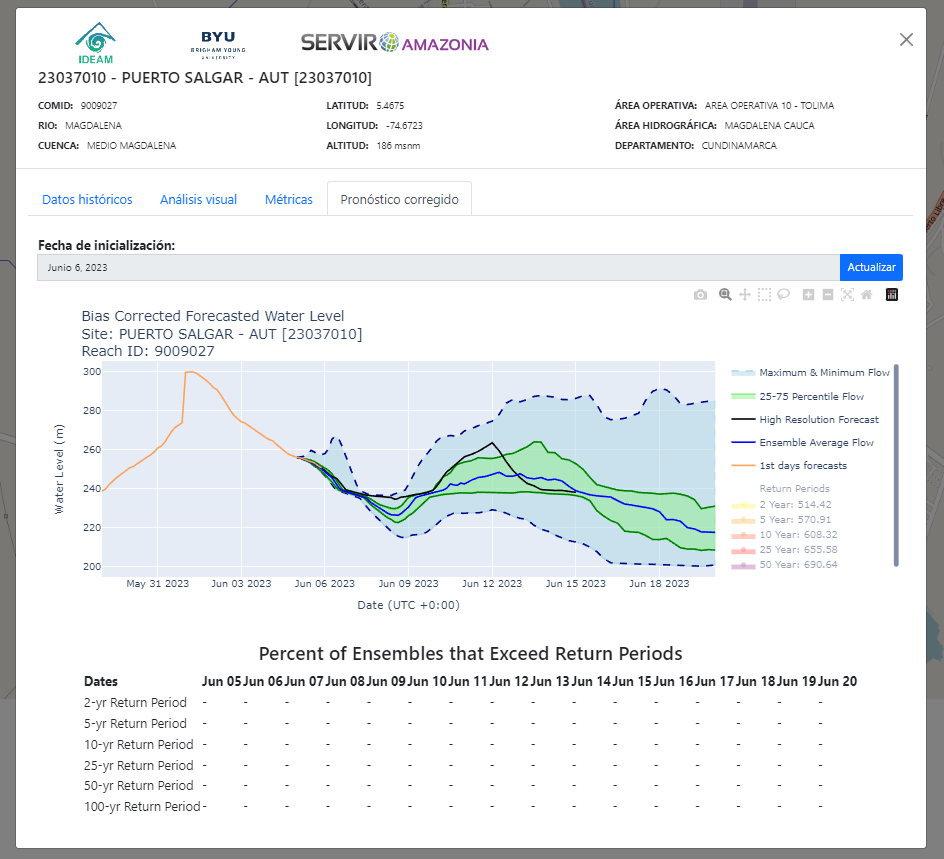 IDEAM
BYU
BRIGHAM YOUNG
UNIVERSITY
SERVIR AMAZONIA
23037010 - PUERTO SALGAR - AUT [23037010]
COMID: 9009027
LATITUD: 5.4675
ÁREA OPERATIVA: AREA OPERATIVA 10 - TOLIMA
RIO: MAGDALENA
LONGITUD: -74.6723
ÁREA HIDROGRÁFICA: MAGDALENA CAUCA
CUENCA: MEDIO MAGDALENA
ALTITUD: 186 msnm
DEPARTAMENTO: CUNDINAMARCA
Datos históricos
Análisis visual
Métricas
Pronóstico corregido
Fecha de inicialización:
Junio 6, 2023
Actualizar
Bias Corrected Forecasted Water Level
Site: PUERTO SALGAR - AUT [23037010]
Reach ID: 9009027
300
280
260
240
220
200
Water Level (m)
May 31 2023
Jun 03 2023
Jun 06 2023
Jun 09 2023
Jun 12 2023
Jun 15 2023
Jun 18 2023
Date (UTC +0:00)
Maximum & Minimum Flow
25-75 Percentile Flow
High Resolution Forecast
Ensemble Average Flow
1st days forecasts
Return Periods
2 Year: 514.42
5 Year: 570.91
10 Year: 608.32
25 Year: 655.58
50 Year: 690.64
Percent of Ensembles that Exceed Return Periods
Dates Jun 05 Jun 06 Jun 07 Jun 08 Jun 09 Jun 10 Jun 11 Jun 12 Jun 13 Jun 14 Jun 15 Jun 16 Jun 17 Jun 18 Jun 19 Jun 20
2-yr Return Period - - - - - - - - - - - - - - - -
5-yr Return Period - - - - - - - - - - - - - - - -
10-yr Return Period - - - - - - - - - - - - - - - -
25-yr Return Period - - - - - - - - - - - - - - - -
50-yr Return Period - - - - - - - - - - - - - - - -
100-yr Return Period - - - - - - - - - - - - - - - -